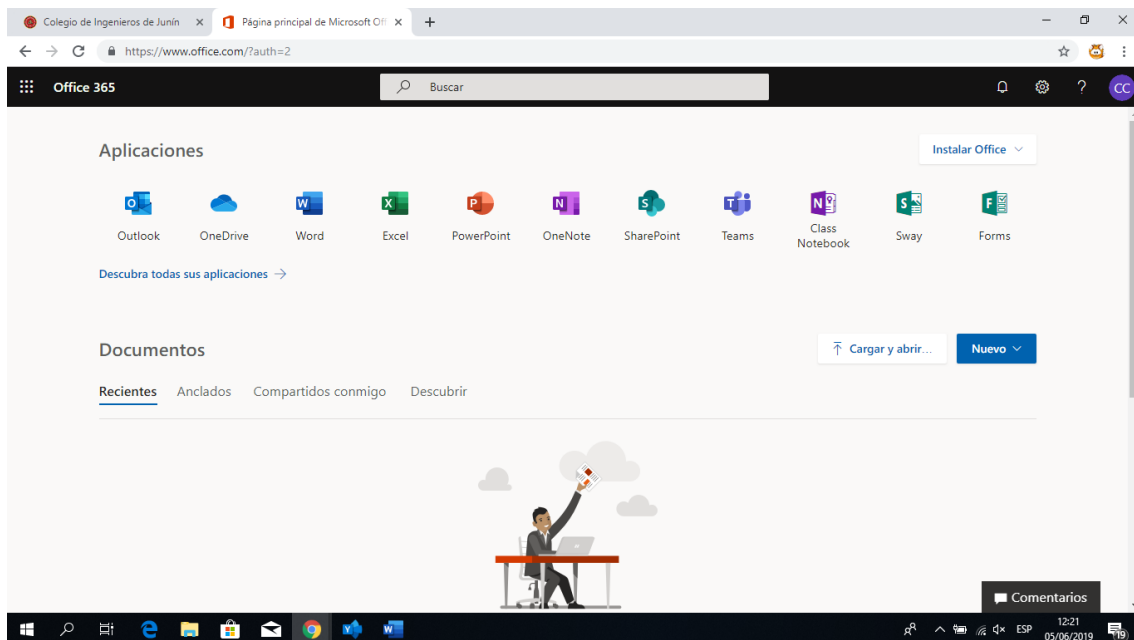 Colegio de Ingenieros de Junín
Página principal de Microsoft Off
https://www.office.com/?auth=2
Office 365
Buscar
CC
Aplicaciones
Instalar Office
Outlook
OneDrive
Word
Excel
PowerPoint
OneNote
SharePoint
Teams
Class
Notebook
Sway
Forms
Descubra todas sus aplicaciones
Documentos
Cargar y abrir...
Nuevo
Recientes
Anclados
Compartidos conmigo
Descubrir
Comentarios
ESP
12:21
05/06/2019
19